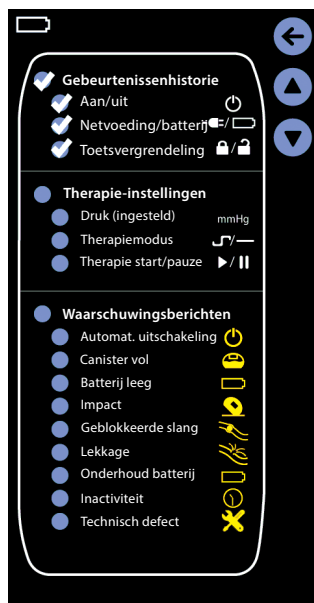 Gebeurtenissenhistorie
Aan/uit
Netvoeding/batterij /
Toetsvergrendeling /
Therapie-instellingen
Druk (ingesteld) mmHg
Therapiemodus /
Therapie start/pauze /
Waarschuwingsberichten
Automat. uitschakeling
Canister vol
Batterij leeg
Impact
Geblokkeerde slang
Lekkage
Onderhoud batterij
Inactiviteit
Technisch defect